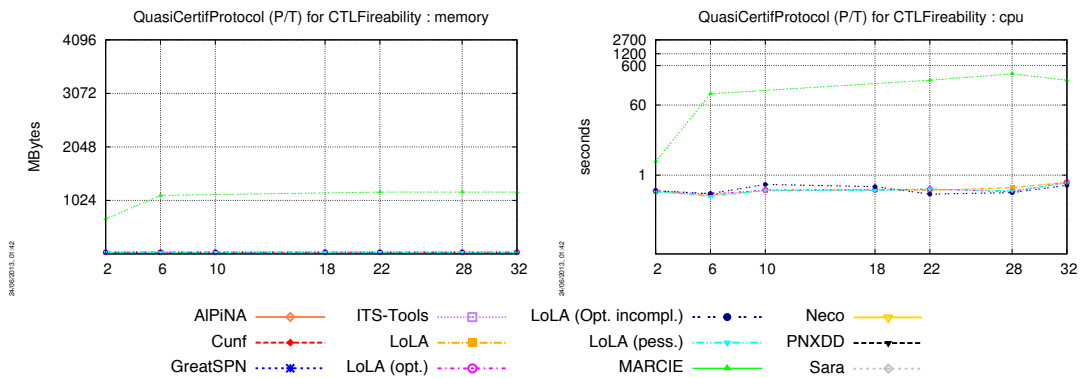 QuasiCertifProtocol (P/T) for CTLFireability : memory
4096
3072
2048
1024
MBytes
2 6 10 18 22 28 32
24/06/2013, 01:42
QuasiCertifProtocol (P/T) for CTLFireability : cpu
2700
1200
600
60
1
seconds
2 6 10 18 22 28 32
24/06/2013, 01:42
AlPiNA ITS-Tools LoLA (Opt. incompl.) Neco
Cunf LoLA LoLA (pess.) PNXDD
GreatSPN LoLA (opt.) MARCIE Sara